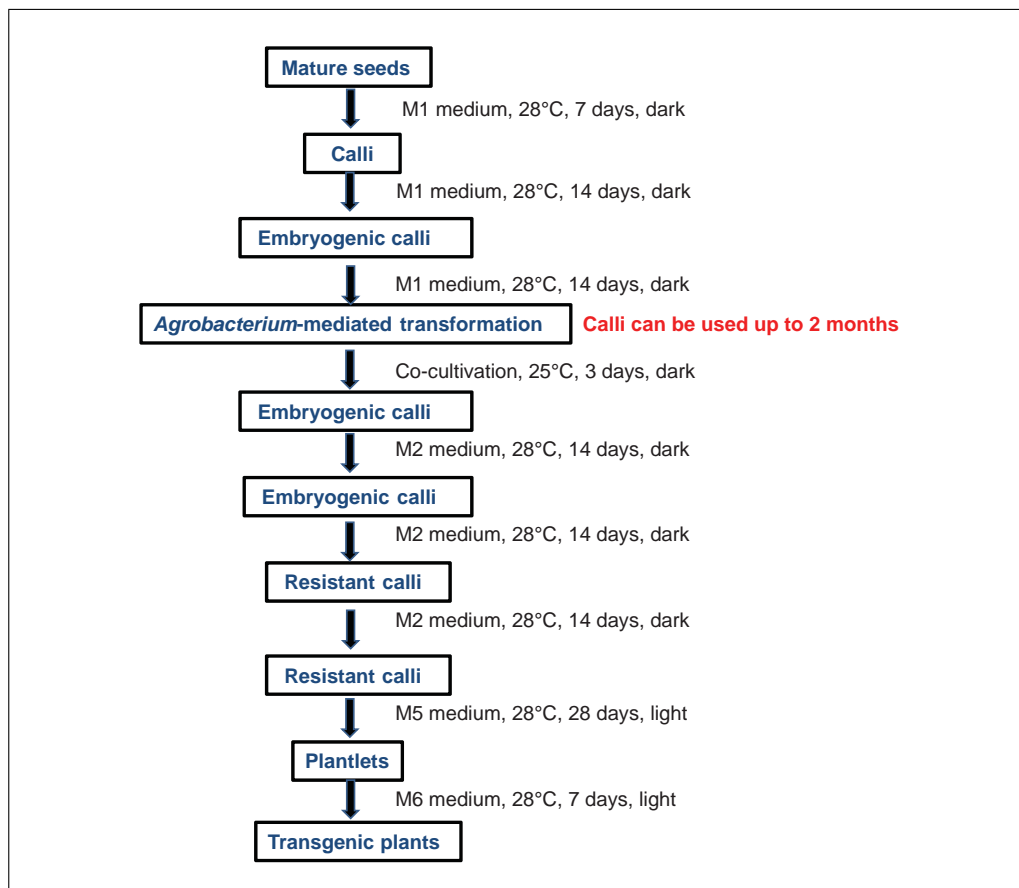 Mature seeds
M1 medium, 28°C, 7 days, dark
Calli
M1 medium, 28°C, 14 days, dark
Embryogenic calli
M1 medium, 28°C, 14 days, dark
Agrobacterium-mediated transformation Calli can be used up to 2 months
Co-cultivation, 25°C, 3 days, dark
Embryogenic calli
M2 medium, 28°C, 14 days, dark
Embryogenic calli
M2 medium, 28°C, 14 days, dark
Resistant calli
M2 medium, 28°C, 14 days, dark
Resistant calli
M5 medium, 28°C, 28 days, light
Plantlets
M6 medium, 28°C, 7 days, light
Transgenic plants